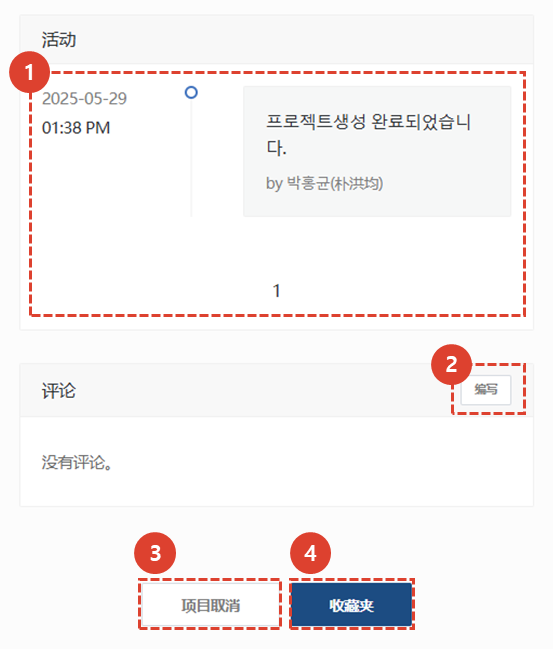 活动
1
2025-05-29
01:38 PM
프로젝트생성 완료되었습니
다.
by 박홍균(朴洪均)
1
2
评论
编写
没有评论。
3
4
项目取消
收藏夹